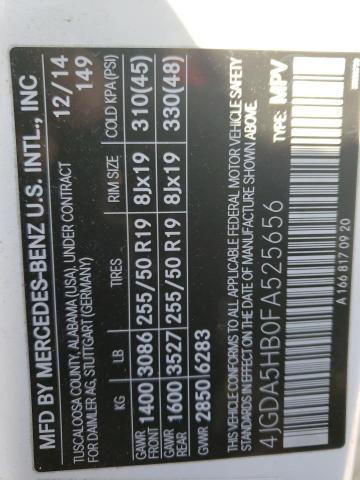 MFD BY MERCEDES-BENZ U.S. INTL., INC
TUSCALOOSA COUNTY, ALABAMA (USA), UNDER CONTRACT
FOR DAIMLER AG, STUTTGART (GERMANY)
12/14
149
KG LB TIRES RIM SIZE COLD KPA (PSI)
GAWR FRONT 1400 3086 255/50 R19 8Jx19 310(45)
GAWR REAR 1600 3527 255/50 R19 8Jx19 330(48)
GVWR 2850 6283
THIS VEHICLE CONFORMS TO ALL APPLICABLE FEDERAL MOTOR VEHICLE SAFETY
STANDARDS IN EFFECT ON THE DATE OF MANUFACTURE SHOWN ABOVE.
4JGDA5HB0FA525656 TYPE: MPV
A 166 817 09 20